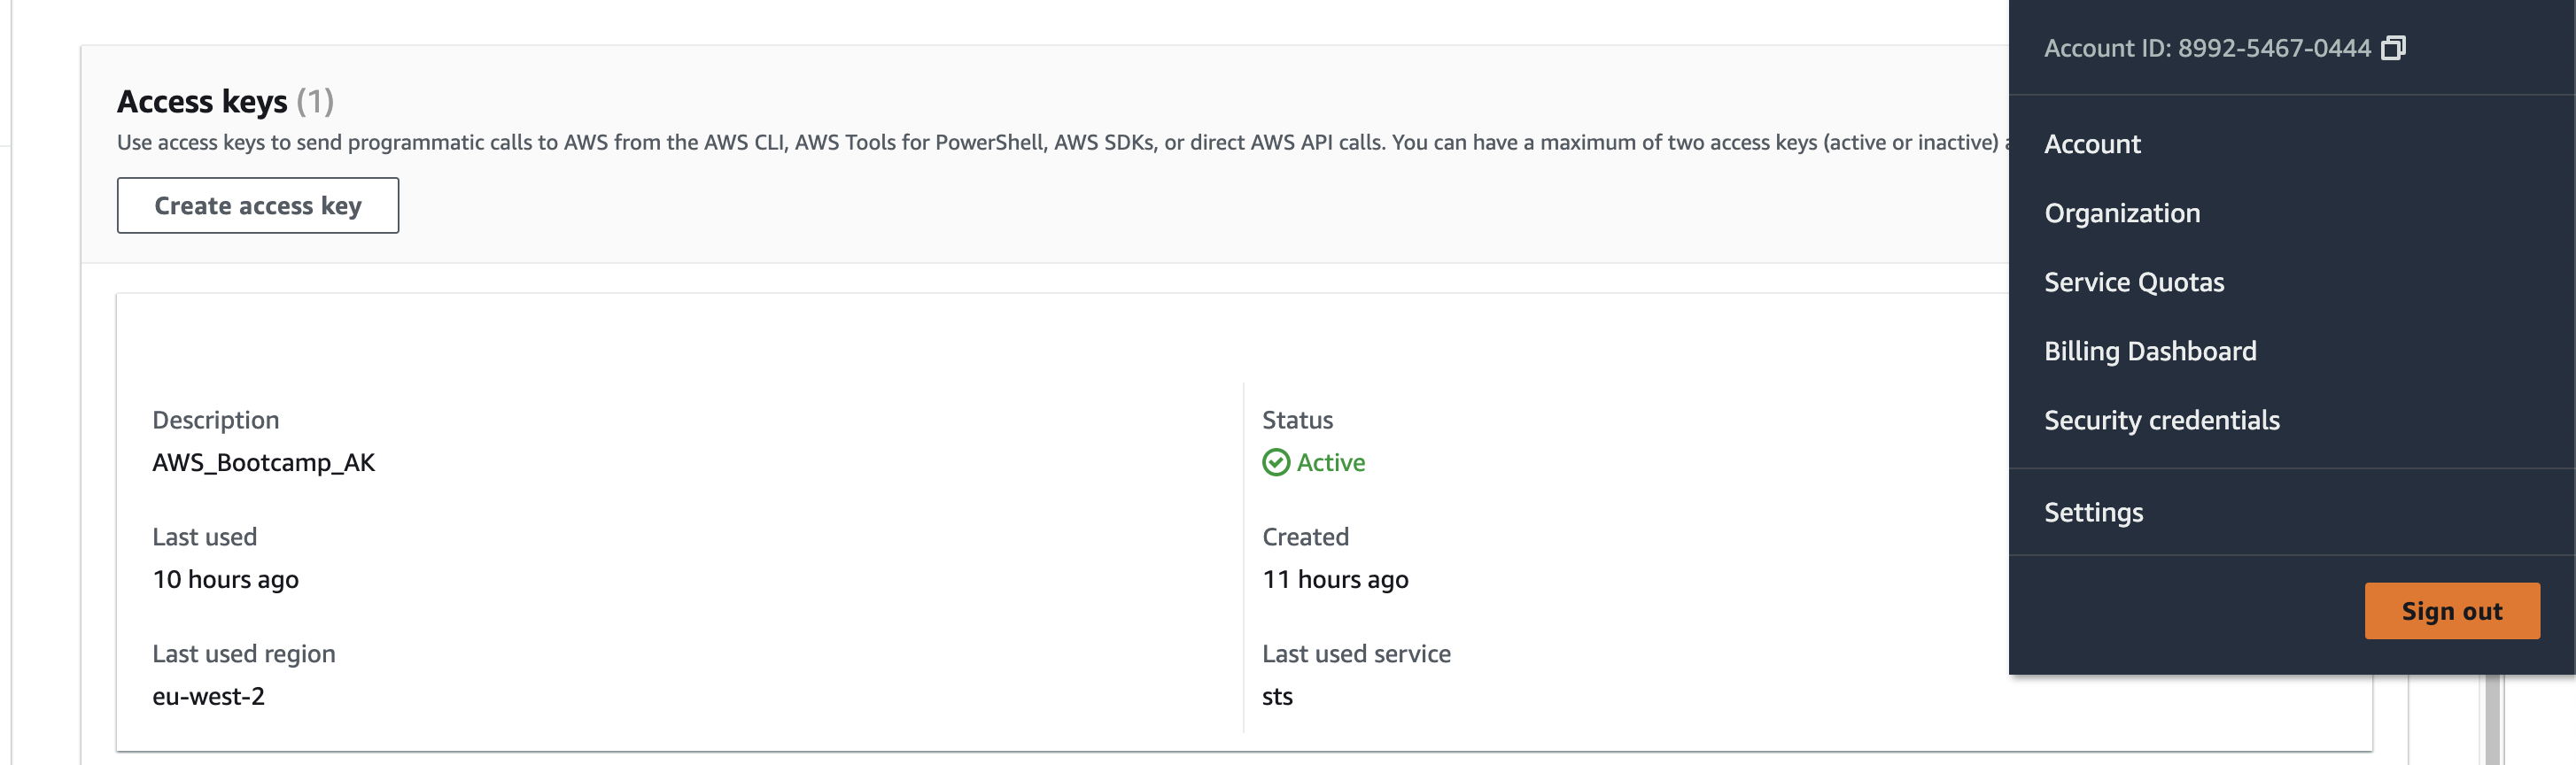 Access keys (1)
Use access keys to send programmatic calls to AWS from the AWS CLI, AWS Tools for PowerShell, AWS SDKs, or direct AWS API calls. You can have a maximum of two access keys (active or inactive)
Create access key
Description
AWS_Bootcamp_AK
Status
Active
Last used
10 hours ago
Created
11 hours ago
Last used region
eu-west-2
Last used service
sts
Account ID: 8992-5467-0444
Account
Organization
Service Quotas
Billing Dashboard
Security credentials
Settings
Sign out